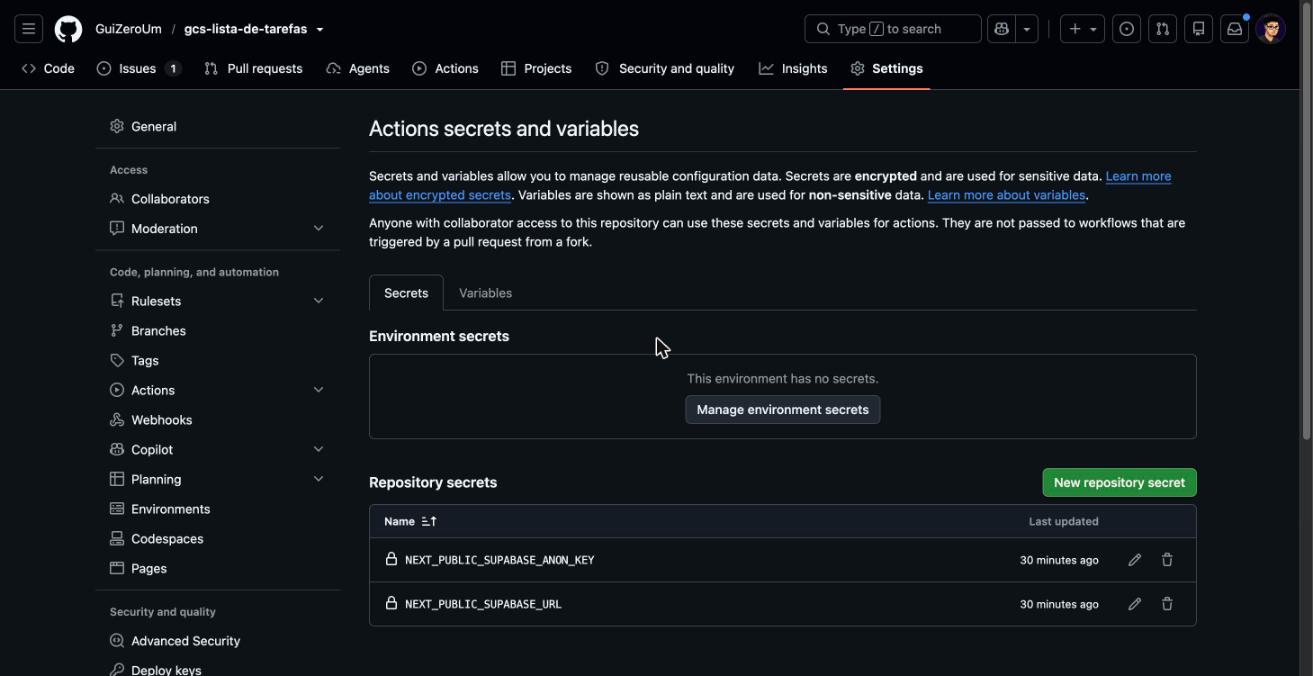 GuiZeroUm / gcs-lista-de-tarefas
Type / to search
Code
Issues 1
Pull requests
Agents
Actions
Projects
Security and quality
Insights
Settings
General
Access
Collaborators
Moderation
Code, planning, and automation
Rulesets
Branches
Tags
Actions
Webhooks
Copilot
Planning
Environments
Codespaces
Pages
Security and quality
Advanced Security
Deploy keys
Actions secrets and variables
Secrets and variables allow you to manage reusable configuration data. Secrets are encrypted and are used for sensitive data. Learn more
about encrypted secrets. Variables are shown as plain text and are used for non-sensitive data. Learn more about variables.
Anyone with collaborator access to this repository can use these secrets and variables for actions. They are not passed to workflows that are
triggered by a pull request from a fork.
Secrets
Variables
Environment secrets
This environment has no secrets.
Manage environment secrets
Repository secrets
New repository secret
Name
Last updated
NEXT_PUBLIC_SUPABASE_ANON_KEY
30 minutes ago
NEXT_PUBLIC_SUPABASE_URL
30 minutes ago